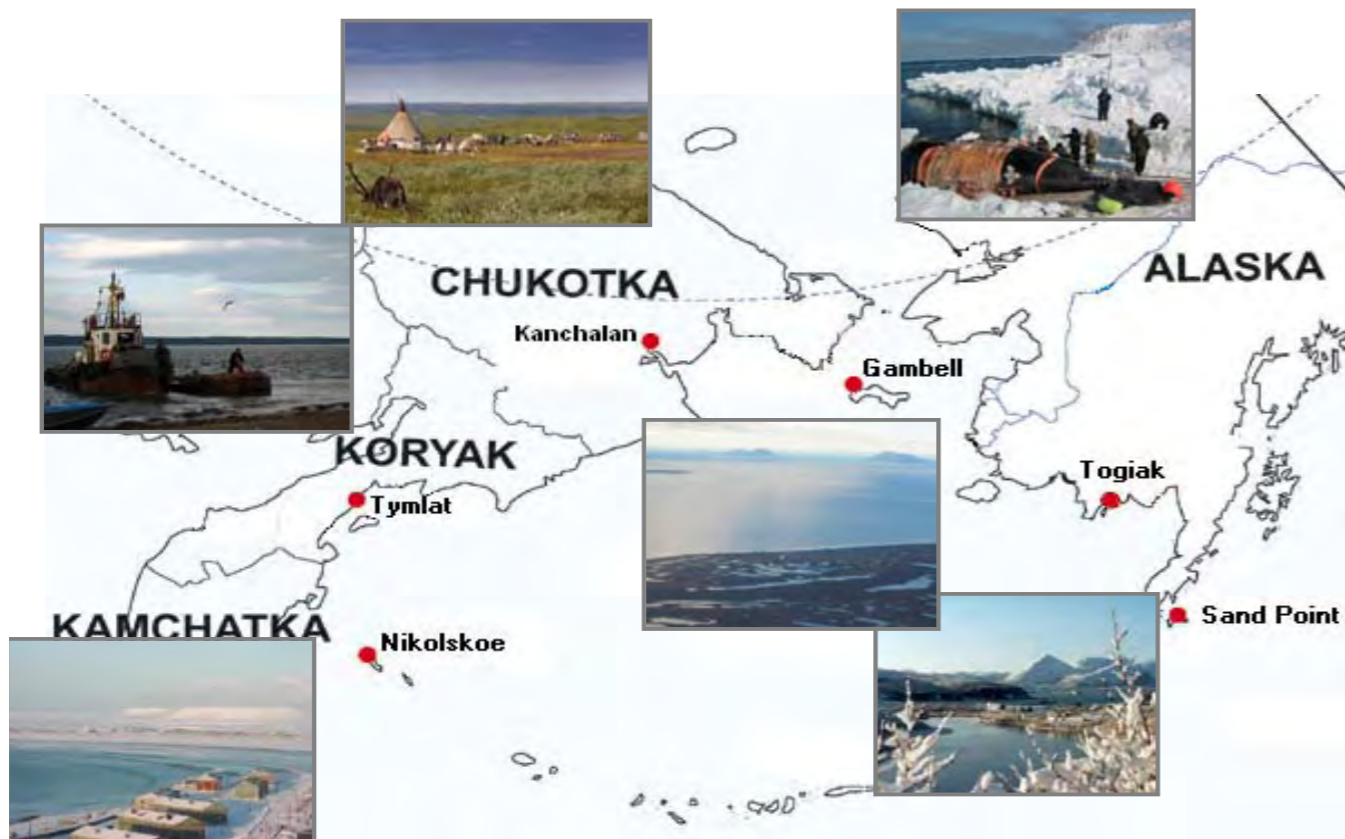 ALASKA
CHUKOTKA
Kanchalan
Gambell
KORYAK
Togiak
Tymlat
Sand Point
KAMCHATKA
Nikolskoe